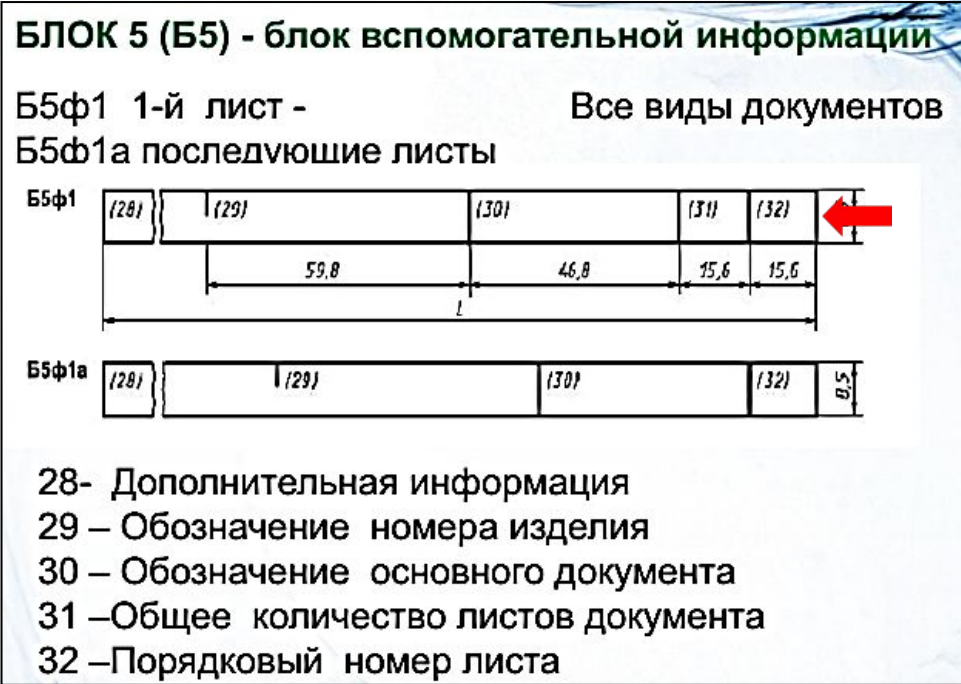 БЛОК 5 (Б5) - блок вспомогательной информации
Б5ф1 1-й лист - Все виды документов
Б5ф1а последующие листы
Б5ф1 (28) (29) (30) (31) (32)
59,8 46,8 15,6 15,6
L
Б5ф1а (28) (29) (30) (32) 8,5
28- Дополнительная информация
29 – Обозначение номера изделия
30 – Обозначение основного документа
31 –Общее количество листов документа
32 –Порядковый номер листа